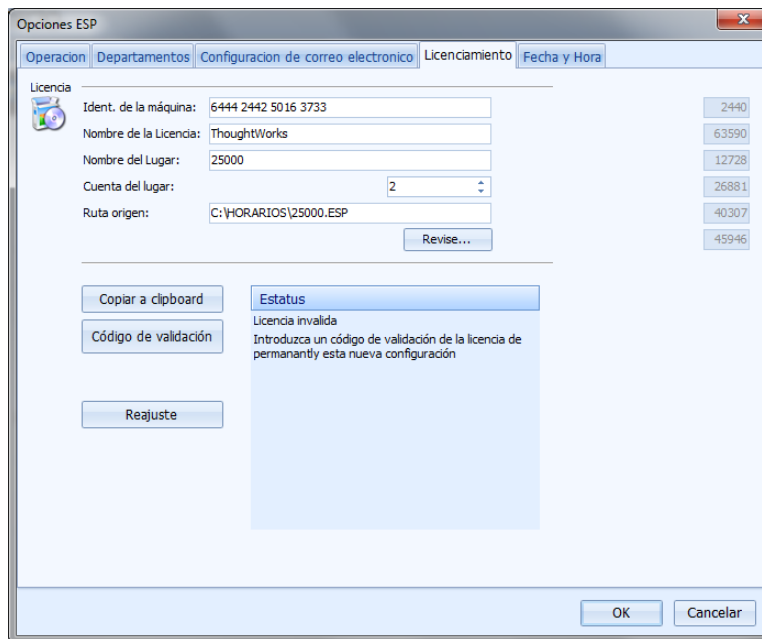 Opciones ESP
Operacion Departamentos Configuracion de correo electronico Licenciamiento Fecha y Hora
Licencia
Ident. de la máquina: 6444 2442 5016 3733 2440
Nombre de la Licencia: ThoughtWorks 63590
Nombre del Lugar: 25000 12728
Cuenta del lugar: 2 26881
Ruta origen: C:\HORARIOS\25000.ESP 40307
Revise... 45946
Copiar a clipboard
Código de validación
Reajuste
Estatus
Licencia invalida
Introduzca un código de validación de la licencia de
permanantly esta nueva configuración
OK Cancelar